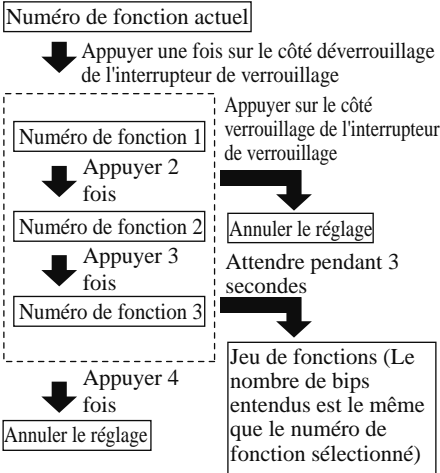 Numéro de fonction actuel
Appuyer une fois sur le côté déverrouillage
de l'interrupteur de verrouillage
Appuyer sur le côté
verrouillage de l'interrupteur
de verrouillage
Numéro de fonction 1
Appuyer 2
fois
Numéro de fonction 2
Annuler le réglage
Appuyer 3
fois
Attendre pendant 3
secondes
Numéro de fonction 3
Jeu de fonctions (Le
nombre de bips
entendus est le même
que le numéro de
fonction sélectionné)
Appuyer 4
fois
Annuler le réglage